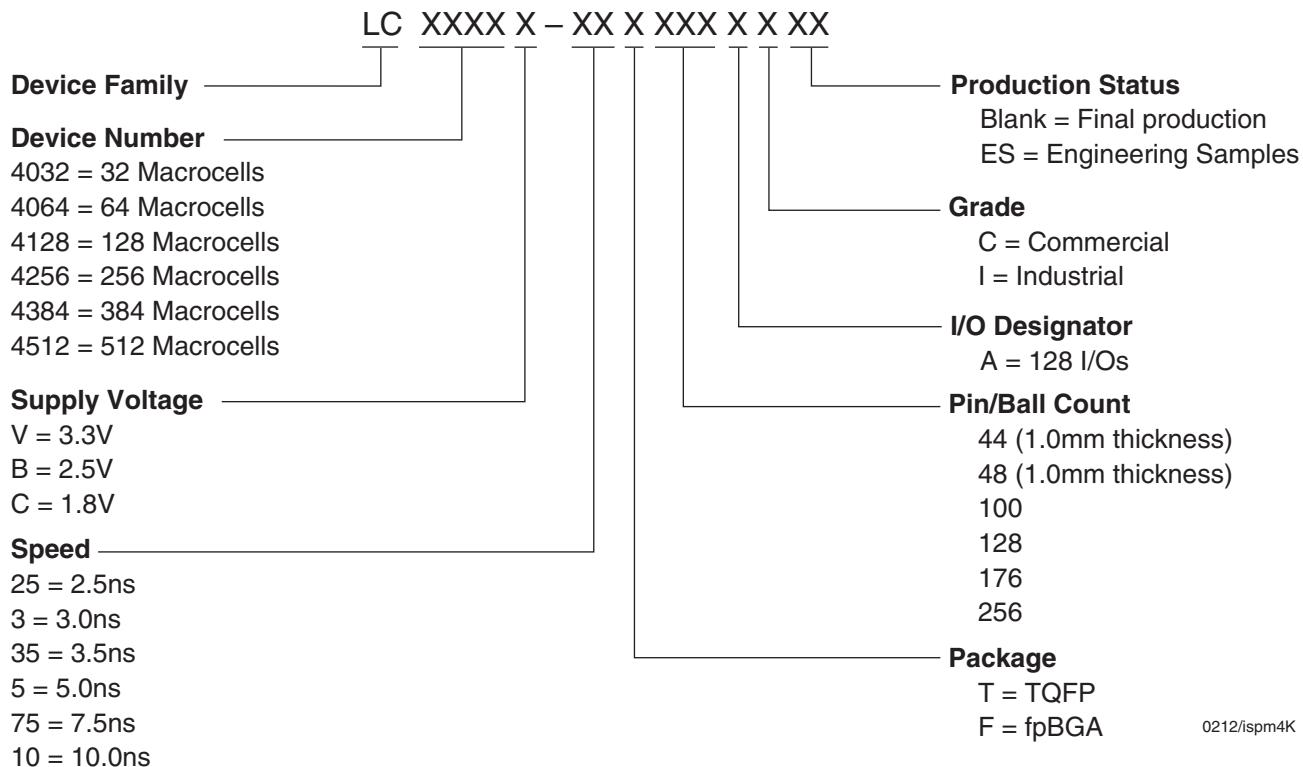 LC XXXX X – XX X XXX X X XX
Device Family
Device Number
4032 = 32 Macrocells
4064 = 64 Macrocells
4128 = 128 Macrocells
4256 = 256 Macrocells
4384 = 384 Macrocells
4512 = 512 Macrocells
Supply Voltage
V = 3.3V
B = 2.5V
C = 1.8V
Speed
25 = 2.5ns
3 = 3.0ns
35 = 3.5ns
5 = 5.0ns
75 = 7.5ns
10 = 10.0ns
Production Status
Blank = Final production
ES = Engineering Samples
Grade
C = Commercial
I = Industrial
I/O Designator
A = 128 I/Os
Pin/Ball Count
44 (1.0mm thickness)
48 (1.0mm thickness)
100
128
176
256
Package
T = TQFP
F = fpBGA
0212/ispm4K